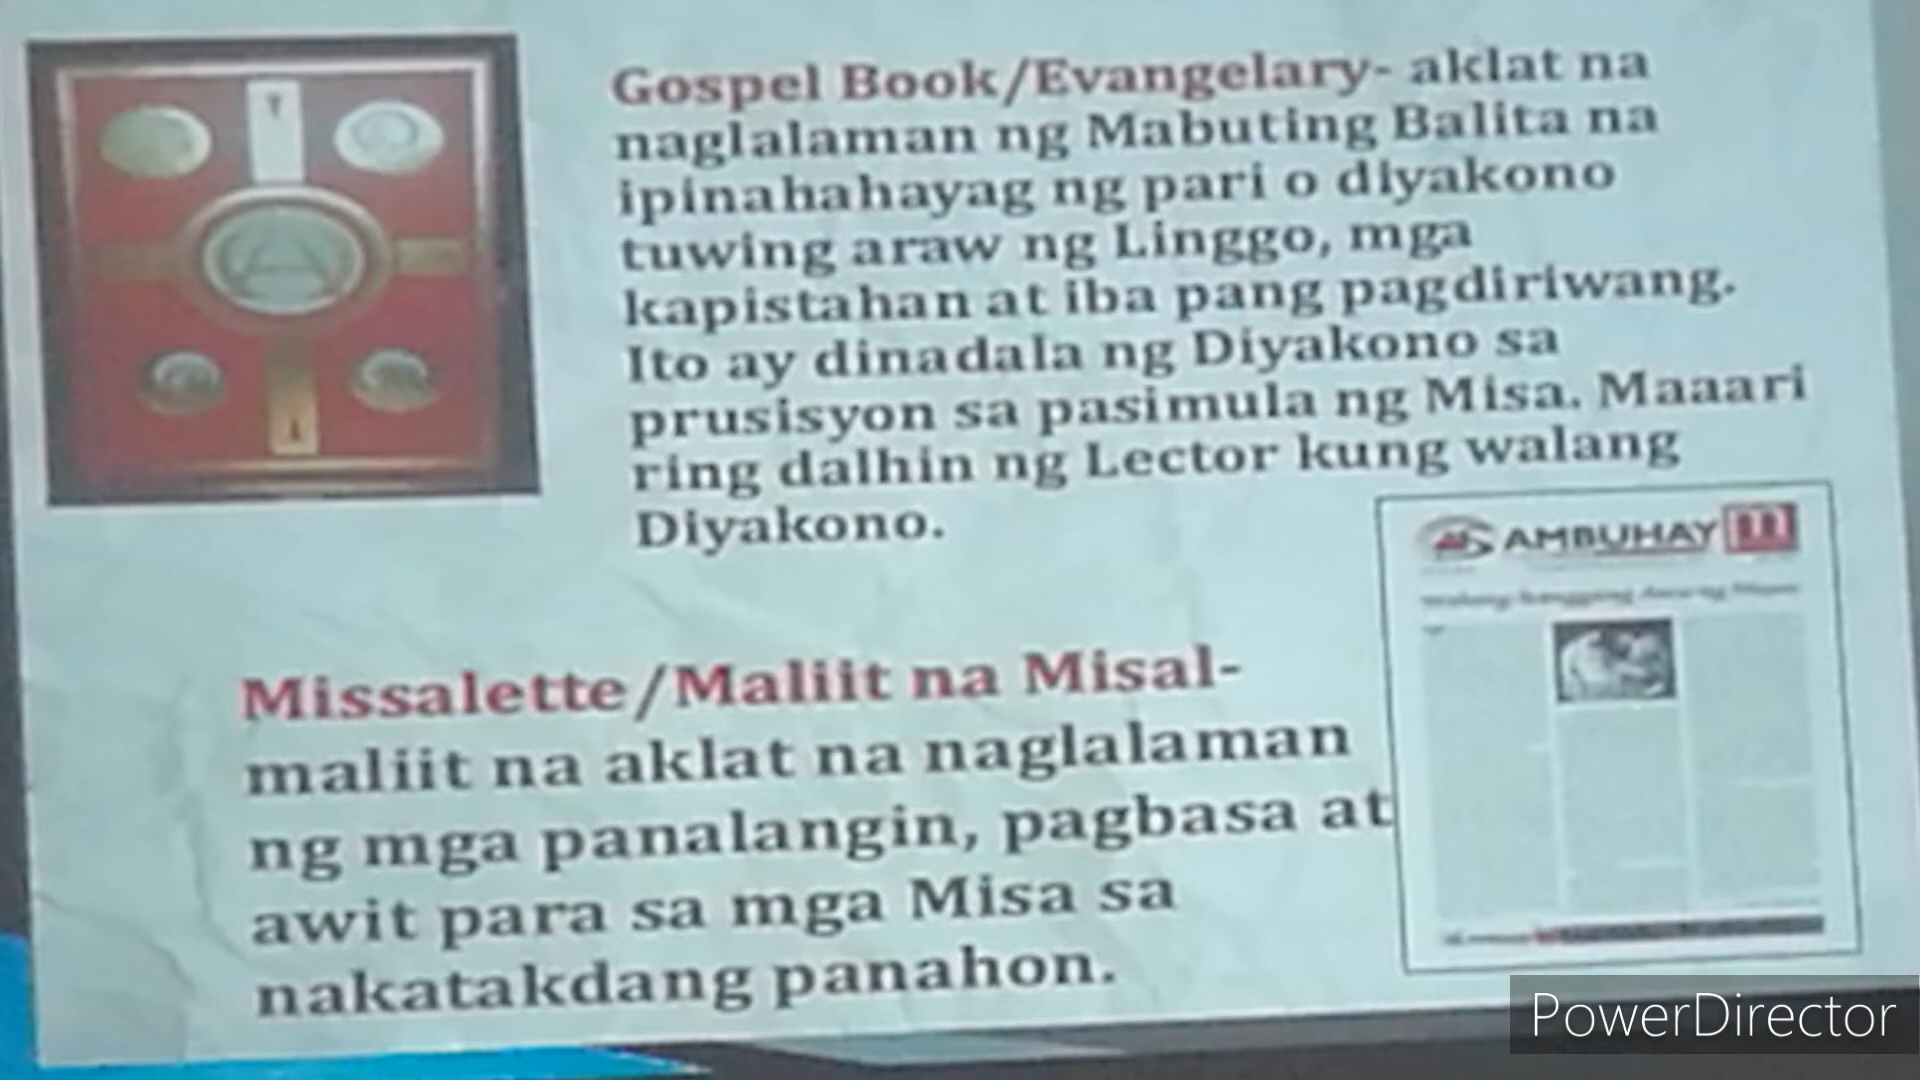 Gospel Book/Evangelary- aklat na
naglalaman ng Mabuting Balita na
ipinahahayag ng pari o diyakono
tuwing araw ng Linggo, mga
kapistahan at iba pang pagdiriwang.
Ito ay dinadala ng Diyakono sa
prusisyon sa pasimula ng Misa. Maaari
ring dalhin ng Lector kung walang
Diyakono.
AMBUHAY
Missalette/Maliit na Misal-
maliit na aklat na naglalaman
ng mga panalangin, pagbasa at
awit para sa mga Misa sa
nakatakdang panahon.
PowerDirector